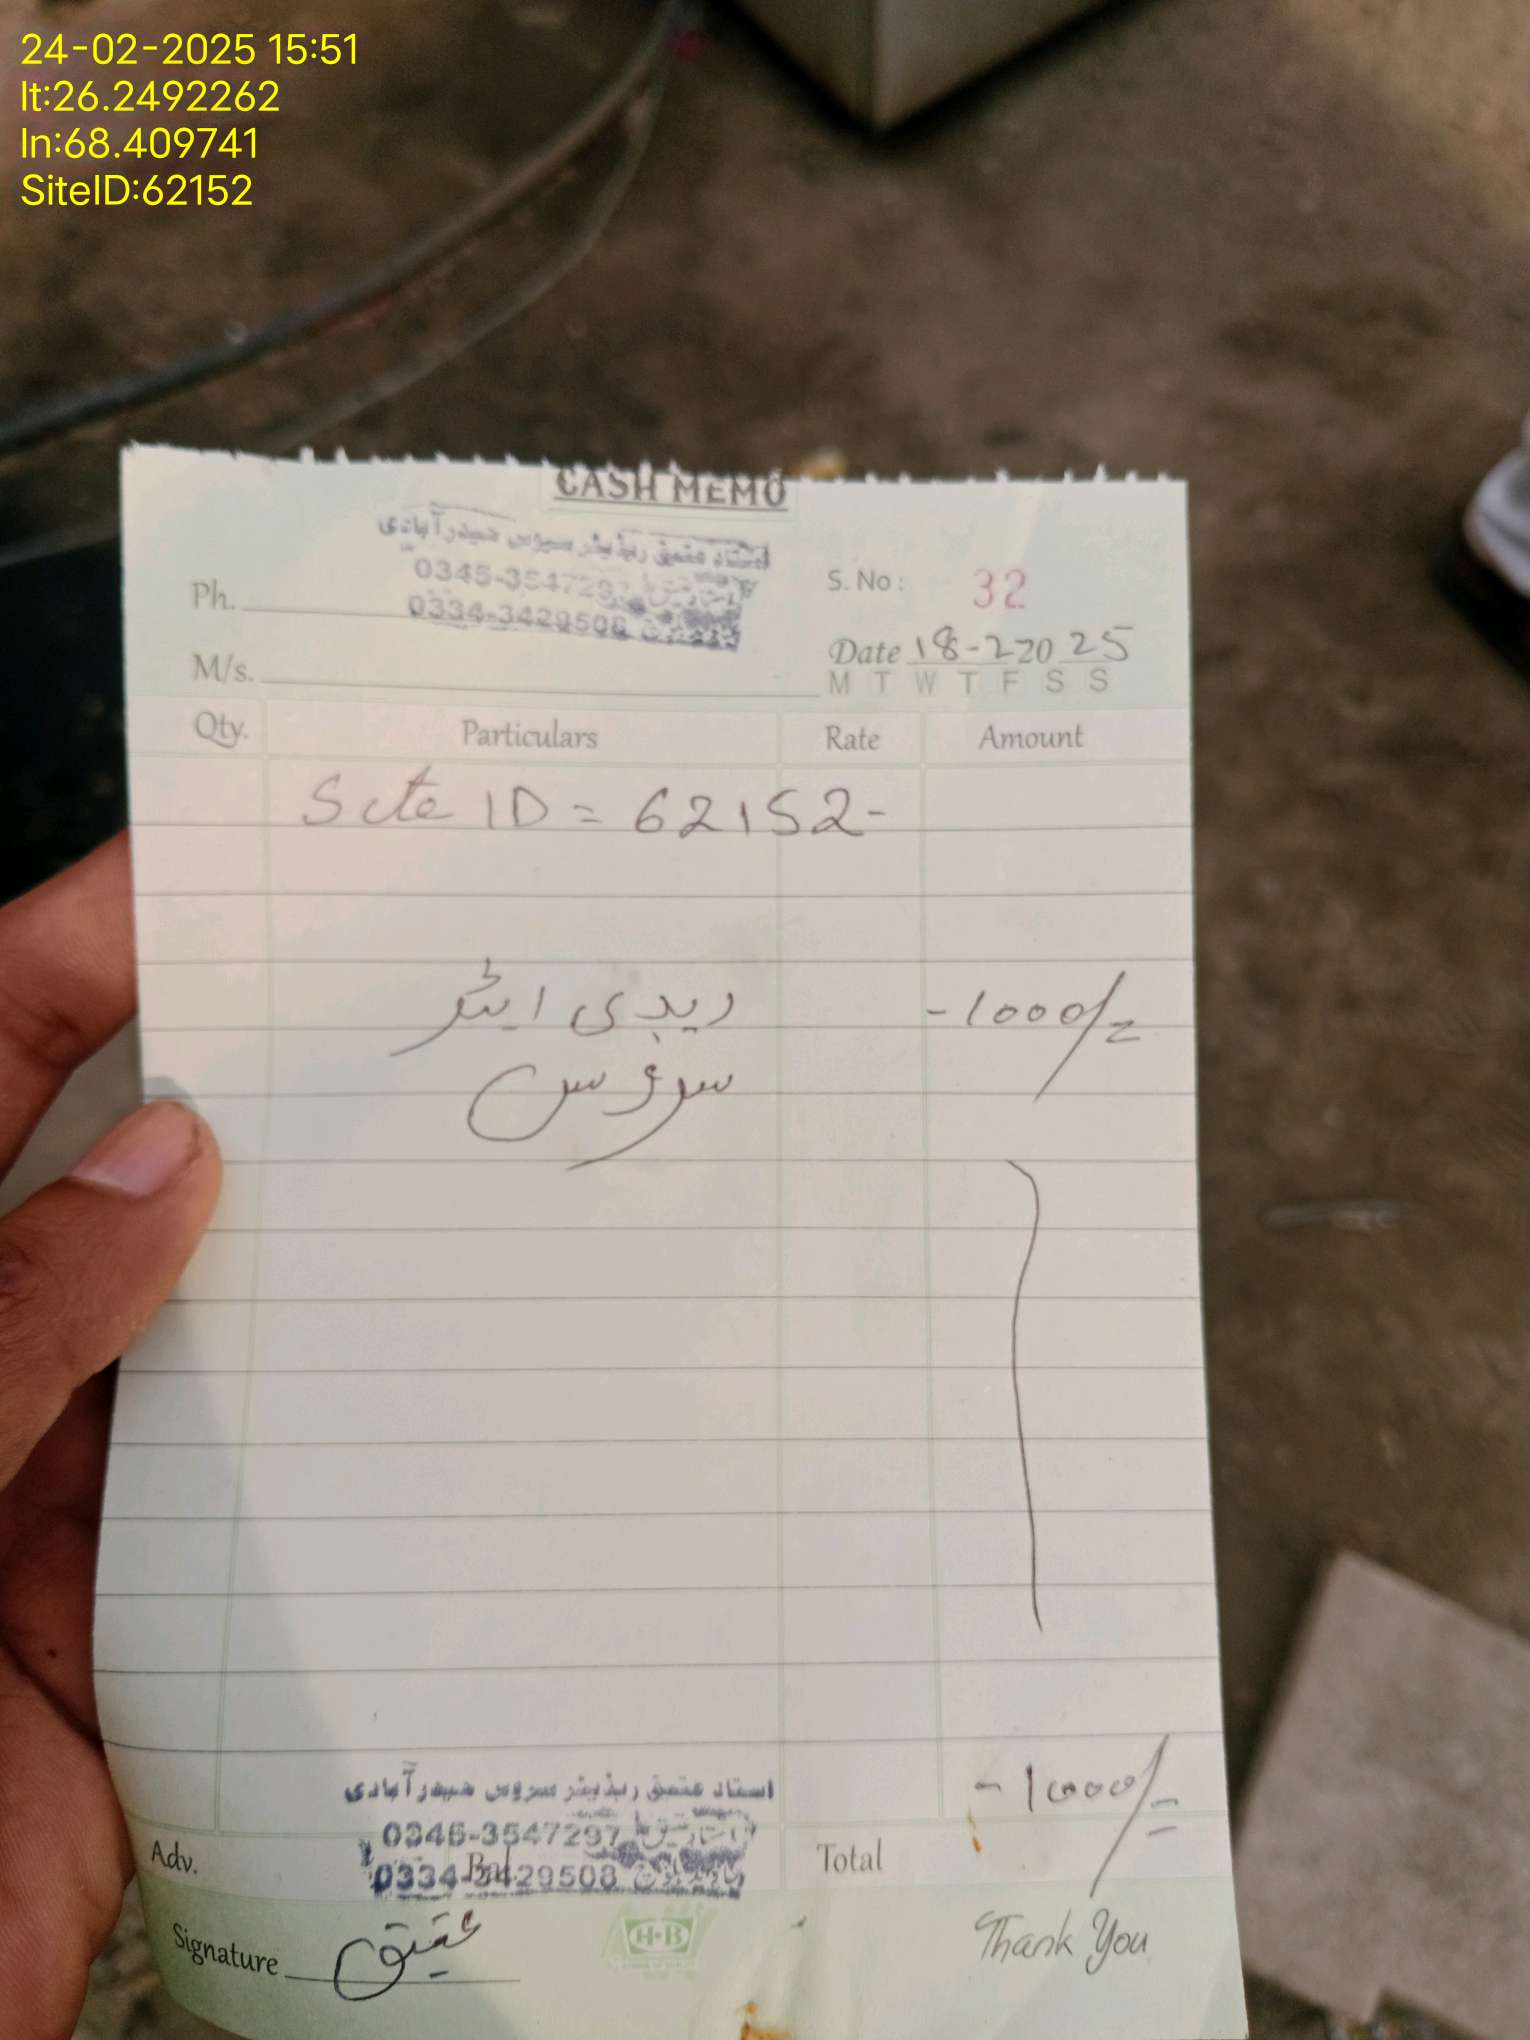 24-02-2025 15:51
lt:26.2492262
ln:68.409741
SiteID:62152
CASH MEMO
استاد عتیق ریڈیٹر سروس حیدرآبادی
0345-3547297
0334-3429508
Ph.
S. No: 32
Date 18-2-2025
M/s.
M T W T F S S
Qty. Particulars Rate Amount
Site ID = 62152-
ریڈی ایٹر -1000/=
سروس
-1000/=
استاد عتیق ریڈیٹر سروس حیدرآبادی
0345-3547297
0334-3429508
Adv. Bal. Total
Signature عتیق
H·B
Thank You